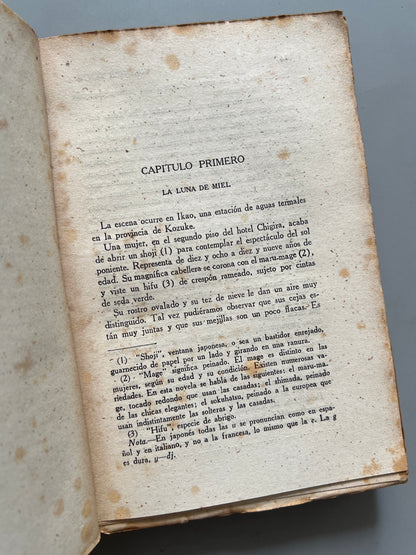 CAPITULO PRIMERO
LA LUNA DE MIEL
La escena ocurre en Ikao, una estación de aguas termales
en la provincia de Kozuke.
Una mujer, en el segundo piso del hotel Chigira, acaba
de abrir un shoji (1) para contemplar el espectáculo del sol
poniente. Representa de diez y ocho a diez y nueve años de
edad. Su magnífica cabellera se corona con el maru-mage (2),
y viste un hifu (3) de crespón rameado, sujeto por cintas
de seda verde.
Su rostro ovalado y su tez de nieve le dan un aire muy
distinguido. Tal vez pudiéramos observar que sus cejas es-
tán muy juntas y que sus mejillas son un poco flacas. Es
(1) "Shoji", ventana japonesa, o sea un bastidor enrejado,
guarnecido de papel por un lado y girando en una ranura.
(2) "Mage" significa peinado. El mage es distinto en las
mujeres, según su edsd y su condición. Existen numerosas va-
riedades. En esta novela se habla de las siguientes: el maru-ma-
ge, tocado redondo que usan las casadas; el shimada, peinado
de las chicas elegantes; el sokuhatsu, peinado a la europea que
usan indistintamente las solteras y las casadas.
(3) "Hifu", especie de abrigo.
Nota.—En japonés todas las u se pronuncian como en espa-
ñol y en italiano, y no a la francesa, lo mismo que la e. La g
es dura, y—dj.